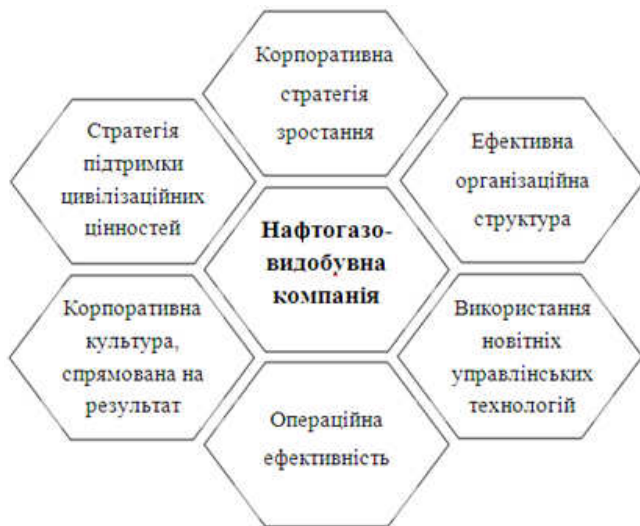 Корпоративна
стратегія
зростання
Стратегія
підтримки
цивілізаційних
цінностей
Ефективна
організаційна
структура
Нафтогазо-
видобувна
компанія
Корпоративна
культура,
спрямована на
результат
Використання
новітніх
управлінських
технологій
Операційна
ефективність